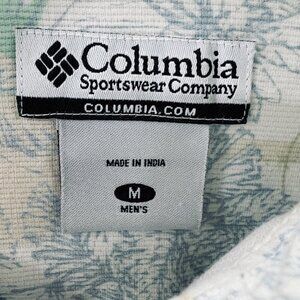 Columbia
Sportswear Company
COLUMBIA.COM
MADE IN INDIA
M
MEN'S